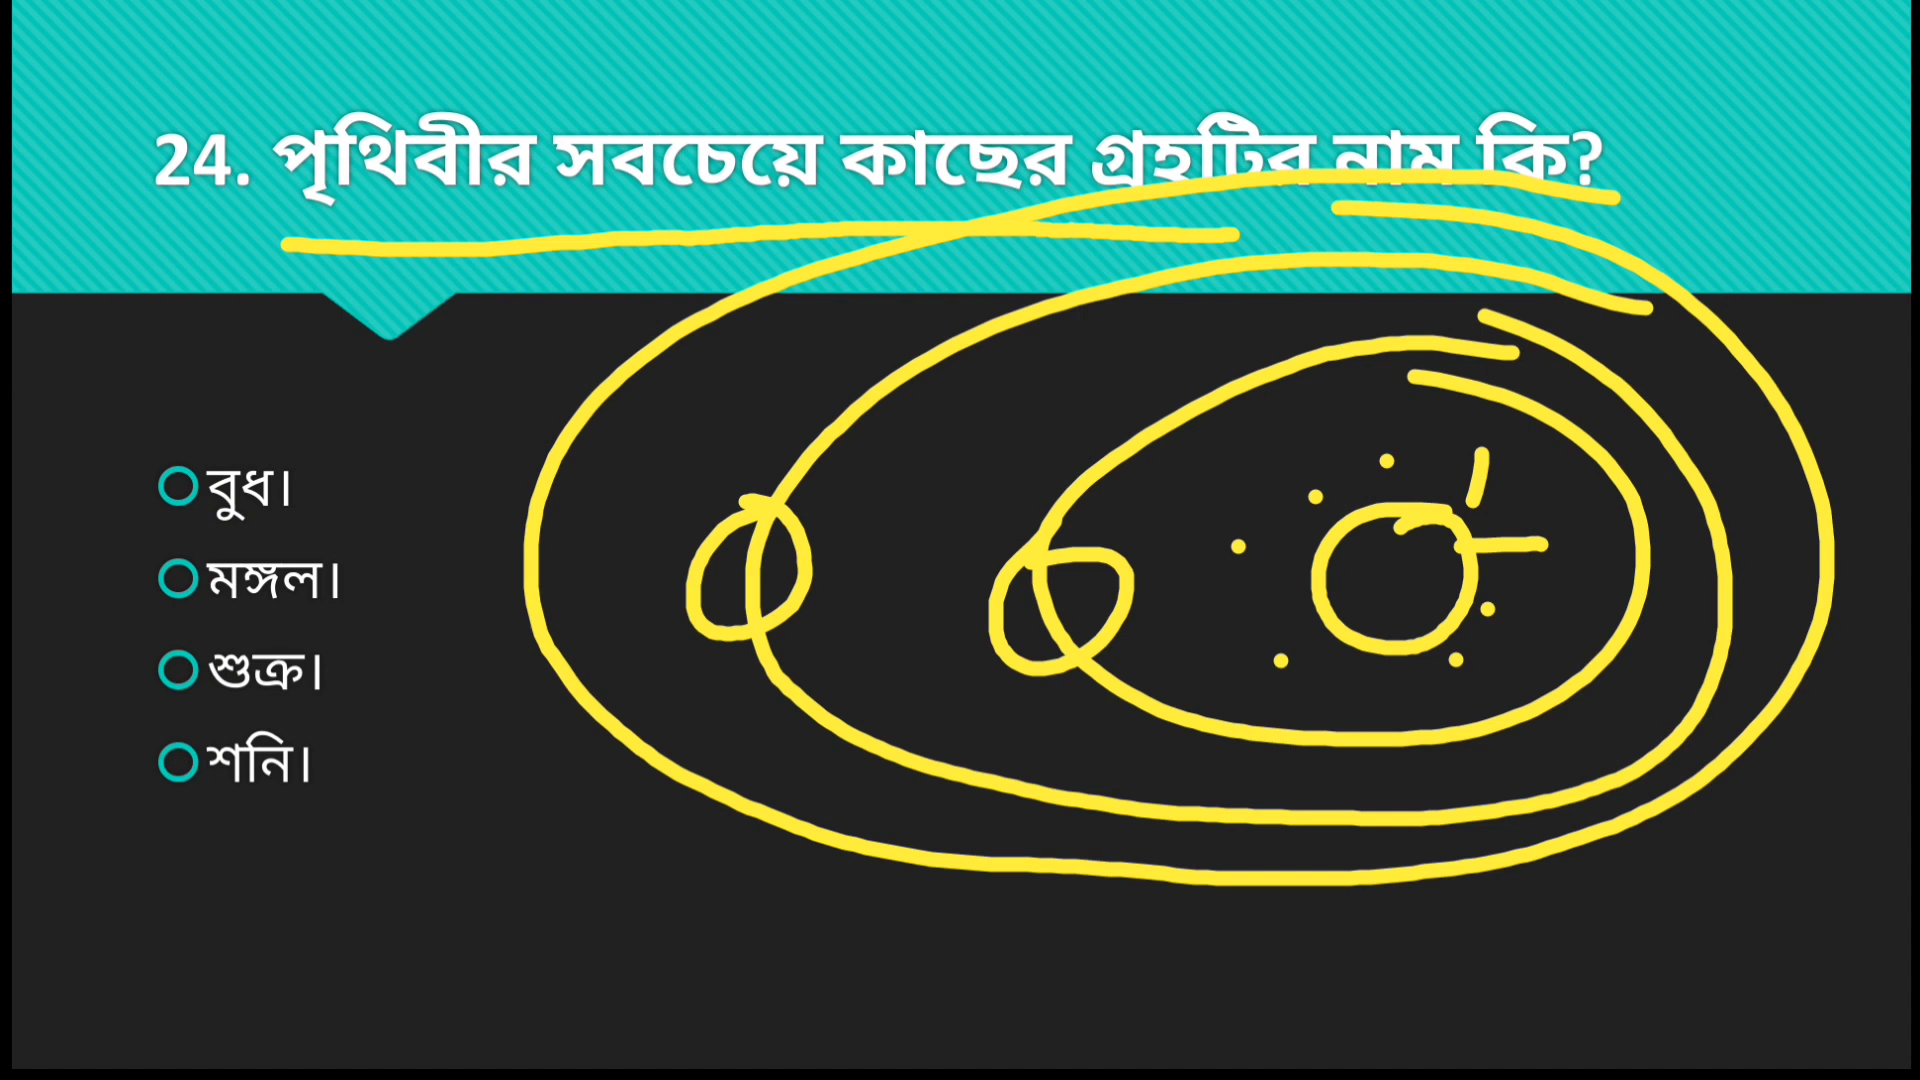 24. পৃথিবীর সবচেয়ে কাছের গ্রহটির নাম কি?
বুধ।
মঙ্গল।
শুক্র।
শনি।